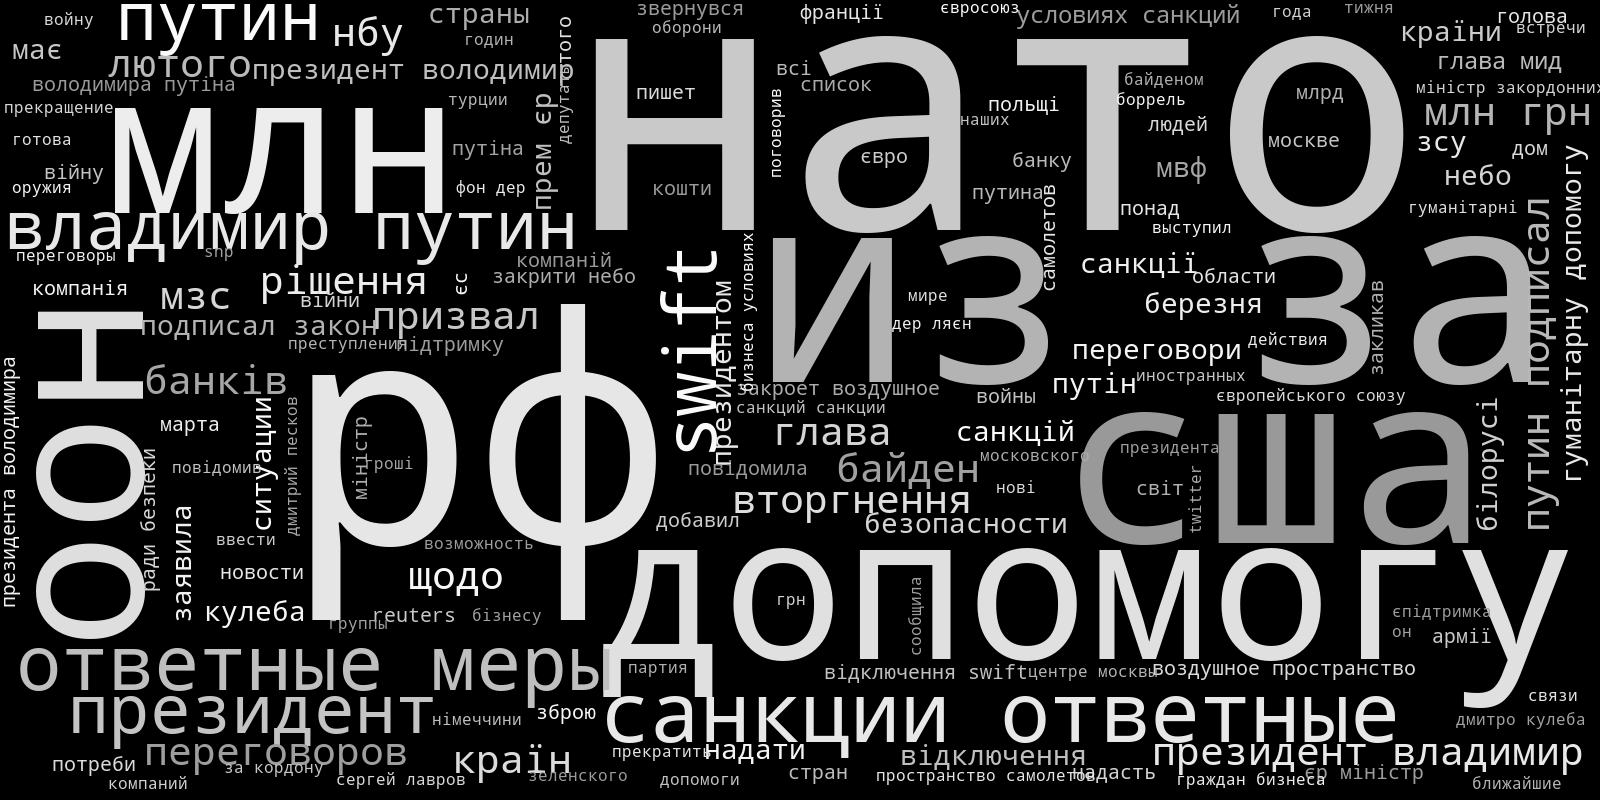 войну
путин
нбу
страны
годин
звернувся
оборони
франції
євросоюз
условиях санкций
года
тижня
голова
встречи
країни
має
лютого
президент володимир
володимира путіна
лютого
депутат
всі
список
глава мид
байденом
млрд
міністр закордонних
прекращение
млн
турции
прем єр
пишет
нато
поговорив
польщі
наших
боррель
людей
москве
млн грн
зсу
дом
готова
путіна
євро
банку
мвф
небо
війну
оружия
фон дер
кошти
путина
самолетов
понад
выступил
гуманітарні
гуманітарну допомогу
владимир путин
переговоры
snp
компаній
закрити небо
swift
бизнеса условиях
из за
санкції
области
путин подписал
компанія
мзс
рішення
війни
єс
президентом
мире
дер ляєн
березня
действия
закликав
подписал закон
призвал
преступления
підтримку
переговори
оон
банків
рф
закроет воздушное
войны
путін
иностранных
європейського союзу
президента володимира
марта
ситуации
дмитрий песков
міністр
гроші
санкций санкции
глава
санкцій
сша
президента
білорусі
ради безпеки
повідомив
повідомила
байден
московского
нові
світ
twitter
вторгнення
заявила
ввести
возможность
добавил
безопасности
новости
щодо
допомогу
кулеба
группы
reuters
бізнесу
грн
сообщила
єпідтримка
он
армії
ответные меры
партия
відключення swift
центре москвы
воздушное пространство
президент
німеччини
зброю
санкции ответные
связи
дмитро кулеба
переговоров
країн
прекратить
надати
відключення
президент владимир
потреби
за кордону
компаний
сергей лавров
зеленского
допомоги
стран
пространство самолетов
надасть
граждан бизнеса
єр міністр
ближайшие